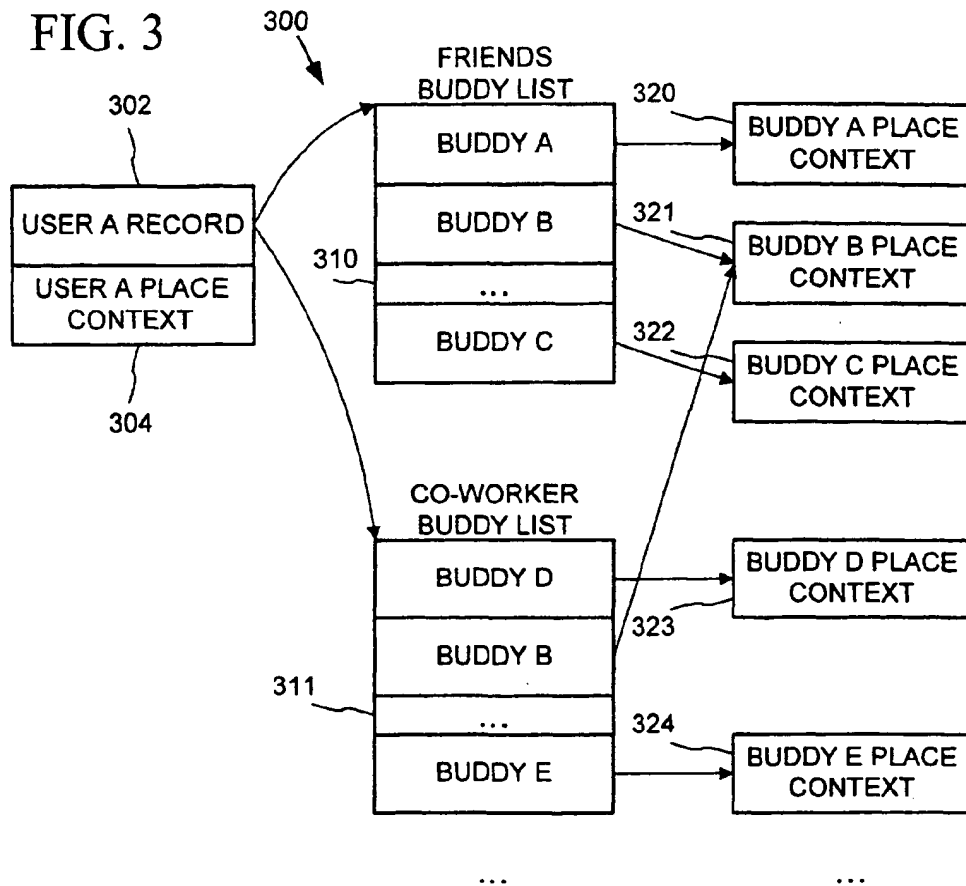 FIG. 3
300
302
USER A RECORD
USER A PLACE
CONTEXT
304
FRIENDS
BUDDY LIST
BUDDY A
BUDDY B
310
...
BUDDY C
320
BUDDY A PLACE
CONTEXT
321
BUDDY B PLACE
CONTEXT
322
BUDDY C PLACE
CONTEXT
CO-WORKER
BUDDY LIST
BUDDY D
BUDDY B
311
...
BUDDY E
BUDDY D PLACE
CONTEXT
323
324
BUDDY E PLACE
CONTEXT
...
...